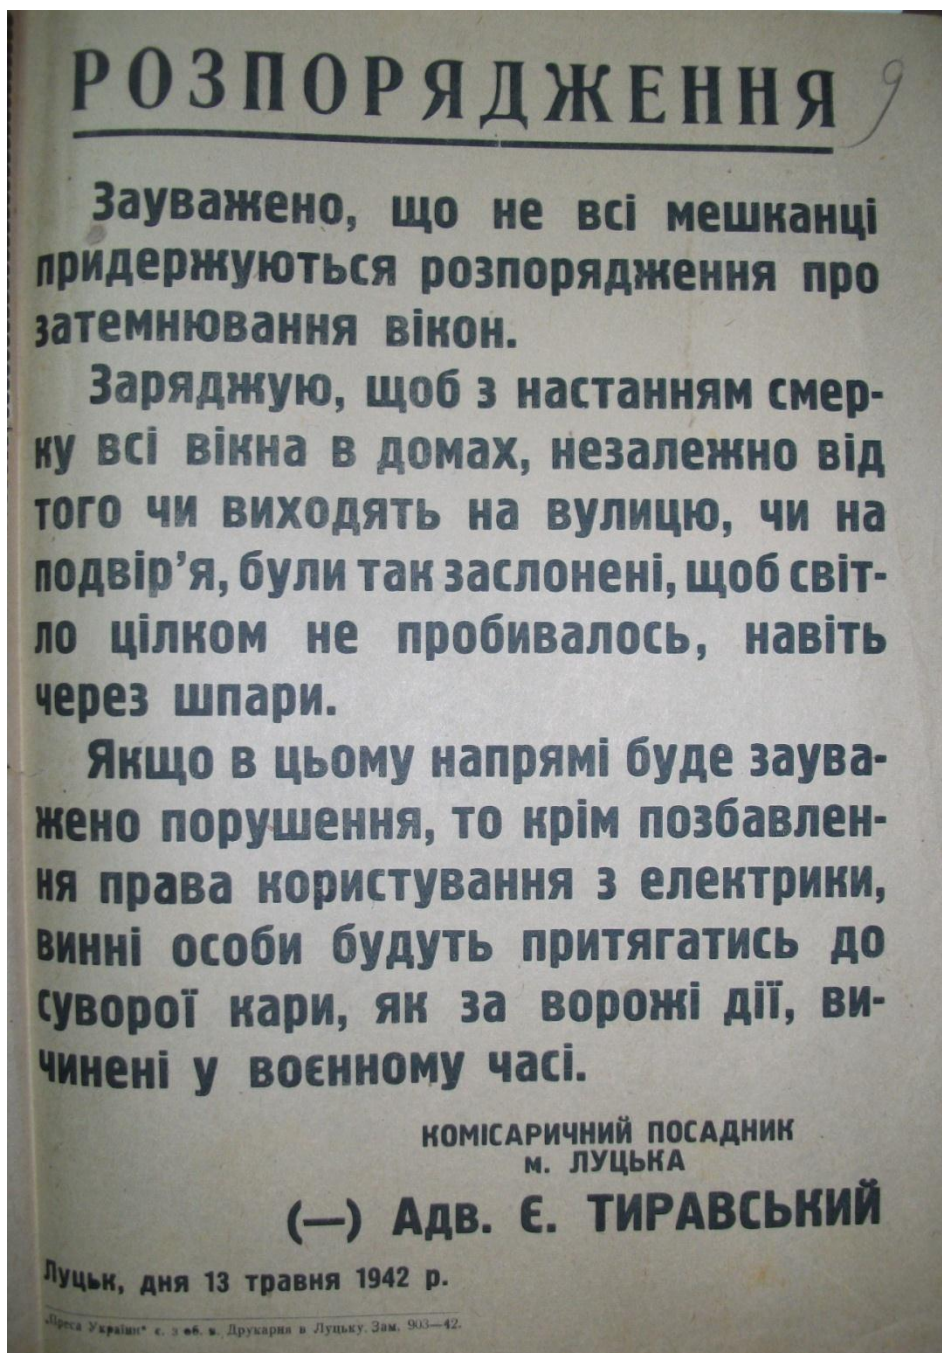 РОЗПОРЯДЖЕННЯ
9
Зауважено, що не всі мешканці
придержуються розпорядження про
затемнювання вікон.
Заряджую, щоб з настанням смер-
ку всі вікна в домах, незалежно від
того чи виходять на вулицю, чи на
подвір’я, були так заслонені, щоб світ-
ло цілком не пробивалось, навіть
через шпари.
Якщо в цьому напрямі буде заува-
жено порушення, то крім позбавлен-
ня права користування з електрики,
винні особи будуть притягатись до
суворої кари, як за ворожі дії, ви-
чинені у воєнному часі.
КОМІСАРИЧНИЙ ПОСАДНИК
м. ЛУЦЬКА
(—) Адв. Є. ТИРАВСЬКИЙ
Луцьк, дня 13 травня 1942 р.
„Преса України“ є. з об. в. Друкарня в Луцьку. Зам. 903—42.